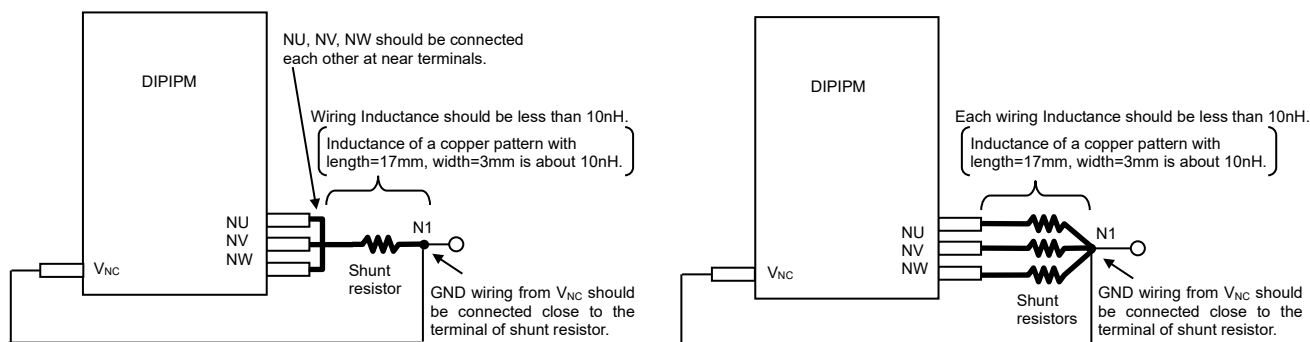 NU, NV, NW should be connected
each other at near terminals.
DIPIPM
Wiring Inductance should be less than 10nH.
Inductance of a copper pattern with
length=17mm, width=3mm is about 10nH.
NU
NV
NW
N1
VNC
Shunt
resistor
GND wiring from VNC should
be connected close to the
terminal of shunt resistor.
DIPIPM
Each wiring Inductance should be less than 10nH.
Inductance of a copper pattern with
length=17mm, width=3mm is about 10nH.
NU
NV
NW
N1
VNC
Shunt
resistors
GND wiring from VNC should
be connected close to the
terminal of shunt resistor.